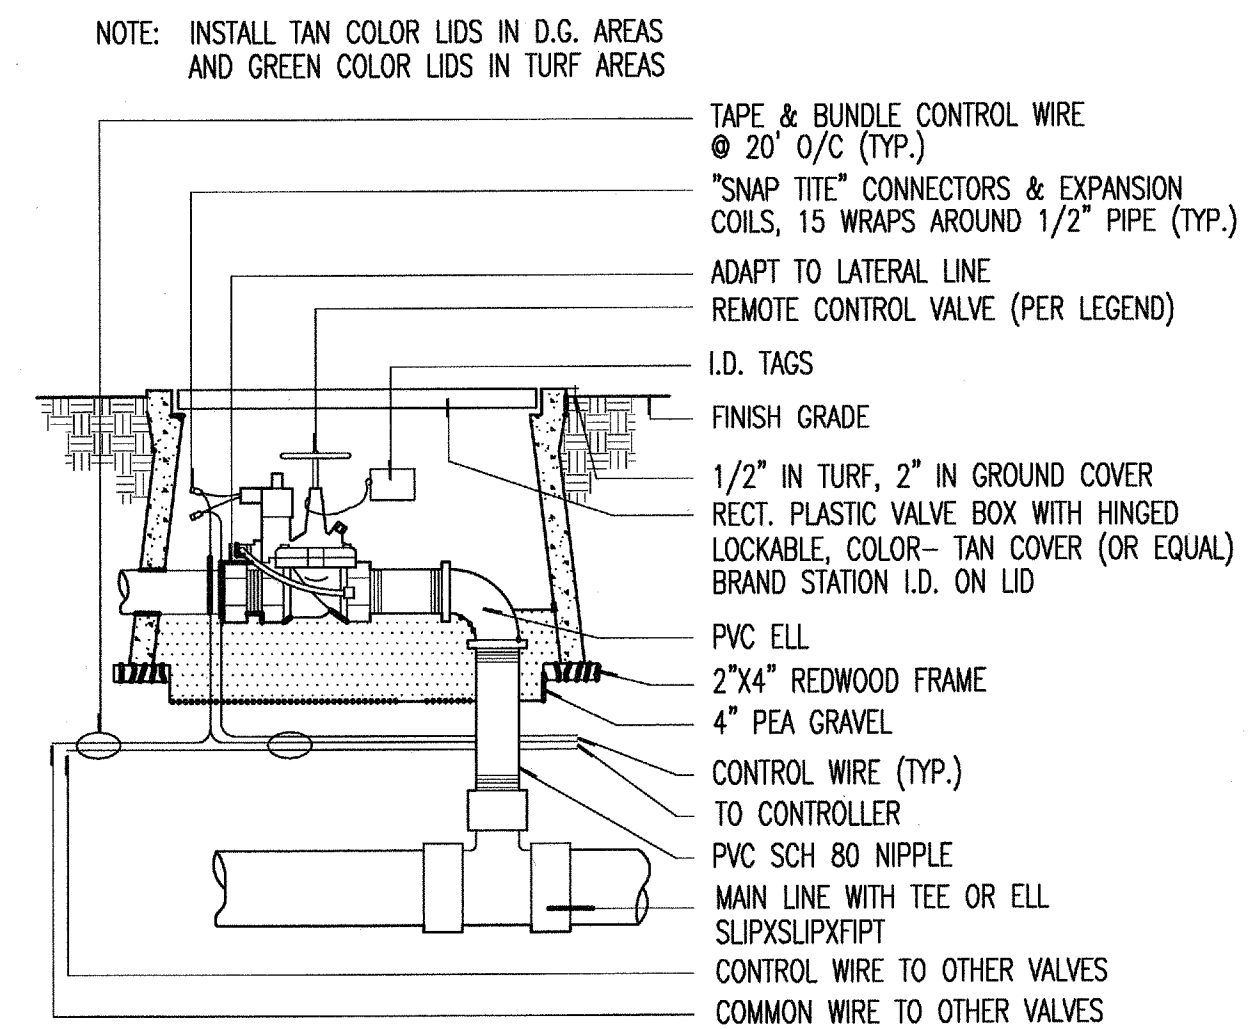 NOTE: INSTALL TAN COLOR LIDS IN D.G. AREAS
AND GREEN COLOR LIDS IN TURF AREAS
TAPE & BUNDLE CONTROL WIRE
@ 20' O/C (TYP.)
"SNAP TITE" CONNECTORS & EXPANSION
COILS, 15 WRAPS AROUND 1/2" PIPE (TYP.)
ADAPT TO LATERAL LINE
REMOTE CONTROL VALVE (PER LEGEND)
I.D. TAGS
FINISH GRADE
1/2" IN TURF, 2" IN GROUND COVER
RECT. PLASTIC VALVE BOX WITH HINGED
LOCKABLE, COLOR- TAN COVER (OR EQUAL)
BRAND STATION I.D. ON LID
PVC ELL
2"X4" REDWOOD FRAME
4" PEA GRAVEL
CONTROL WIRE (TYP.)
TO CONTROLLER
PVC SCH 80 NIPPLE
MAIN LINE WITH TEE OR ELL
SLIPXSLIPXFIPT
CONTROL WIRE TO OTHER VALVES
COMMON WIRE TO OTHER VALVES